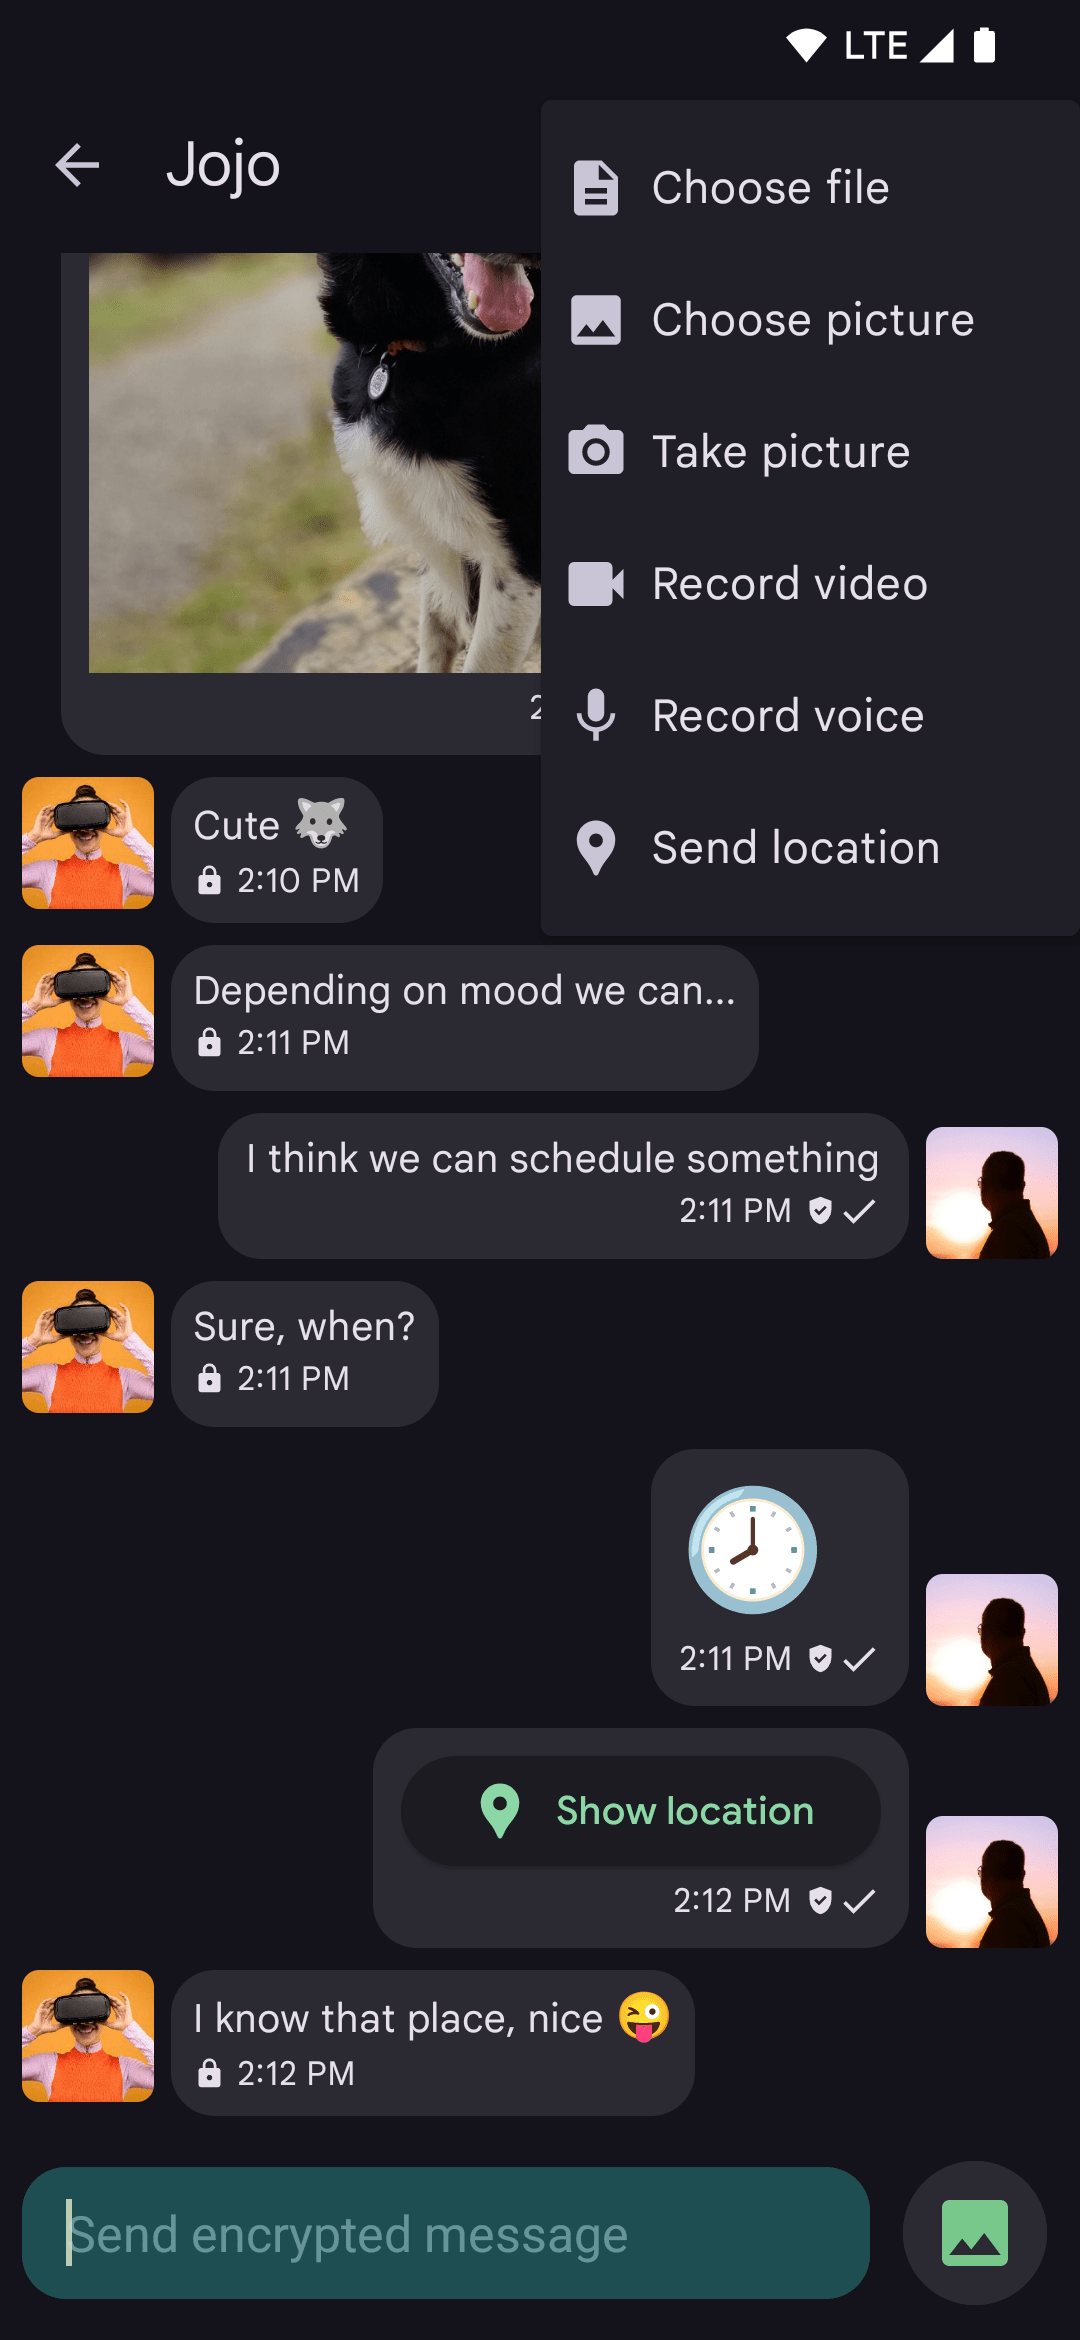 LTE
Jojo
Choose file
Choose picture
Take picture
Record video
Record voice
Send location
Cute 🐺
2:10 PM
Depending on mood we can...
2:11 PM
I think we can schedule something
2:11 PM
Sure, when?
2:11 PM
2:11 PM
Show location
2:12 PM
I know that place, nice 😜
2:12 PM
Send encrypted message